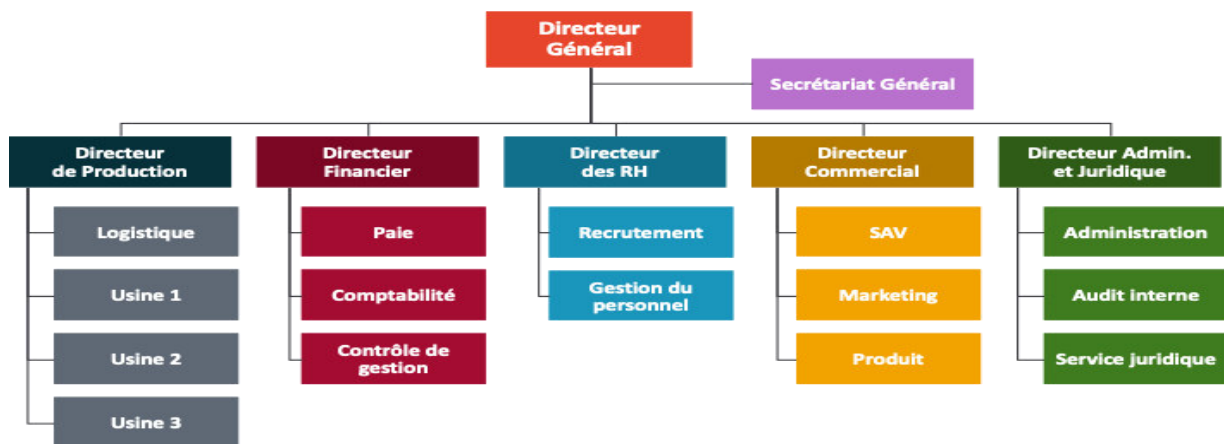 Directeur
Général
Secrétariat Général
Directeur
de Production
Directeur
Financier
Directeur
des RH
Directeur
Commercial
Directeur Admin.
et Juridique
Logistique
Paie
Recrutement
SAV
Administration
Usine 1
Comptabilité
Gestion du
personnel
Marketing
Audit interne
Usine 2
Contrôle de
gestion
Produit
Service juridique
Usine 3